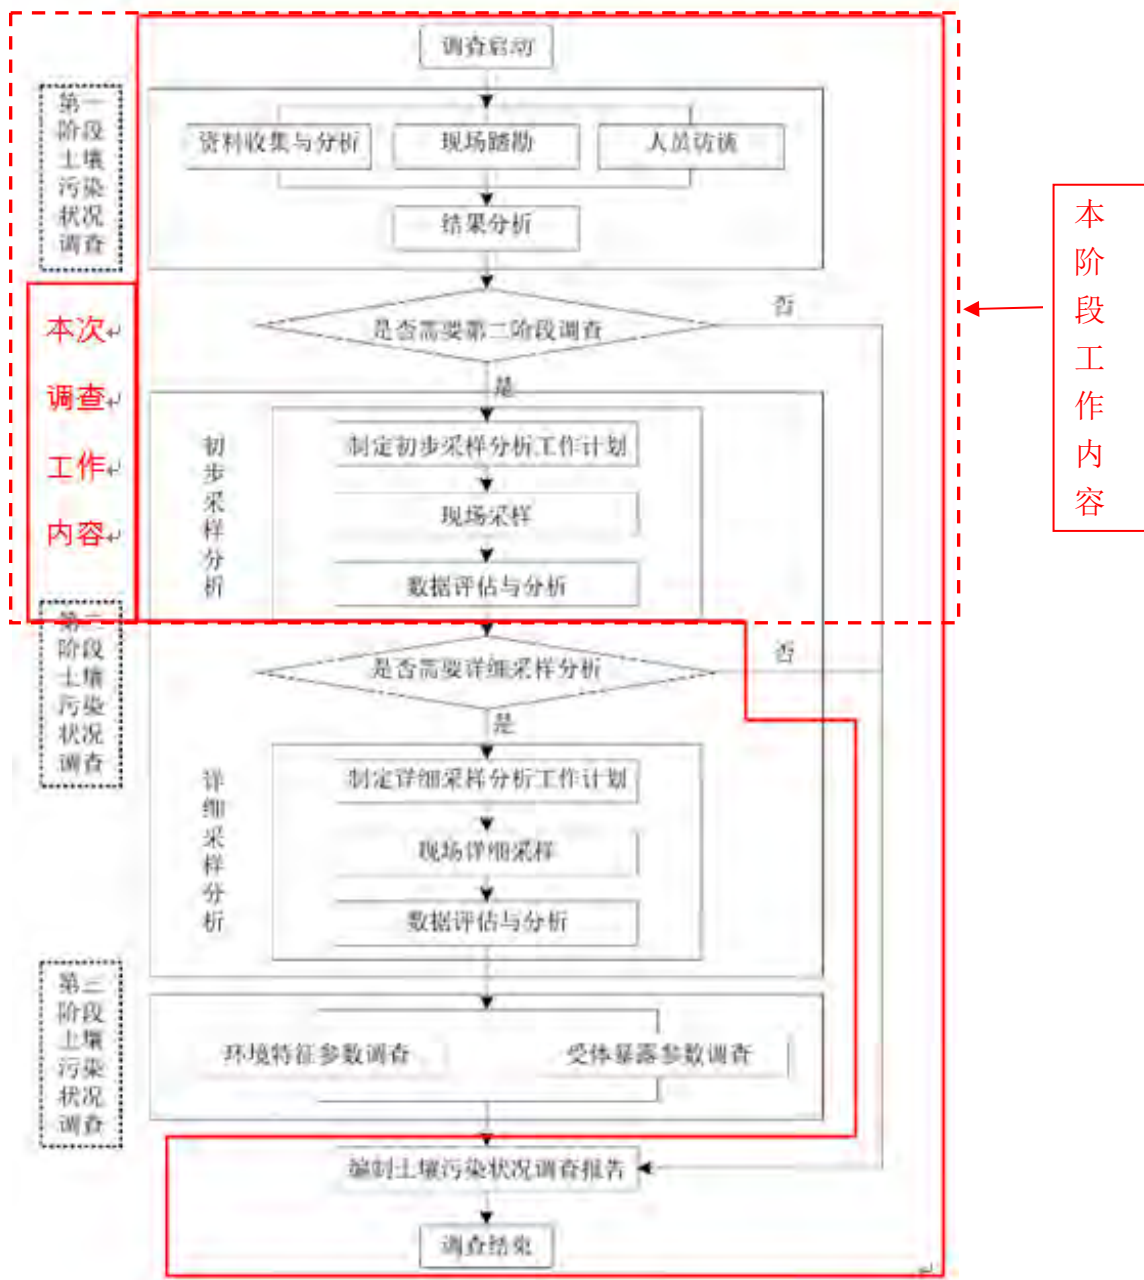 调查启动
第一
阶段
土壤
污染
状况
调查
资料收集与分析
现场踏勘
人员访谈
结果分析
本
阶
段
工
作
内
容
是否需要第二阶段调查
否
是
本次
调查
工作
内容
初
步
采
样
分
析
制定初步采样分析工作计划
现场采样
数据评估与分析
第二
阶段
土壤
污染
状况
调查
是否需要详细采样分析
否
是
详
细
采
样
分
析
制定详细采样分析工作计划
现场详细采样
数据评估与分析
第三
阶段
土壤
污染
状况
调查
环境特征参数调查
受体暴露参数调查
编制土壤污染状况调查报告
调查结束